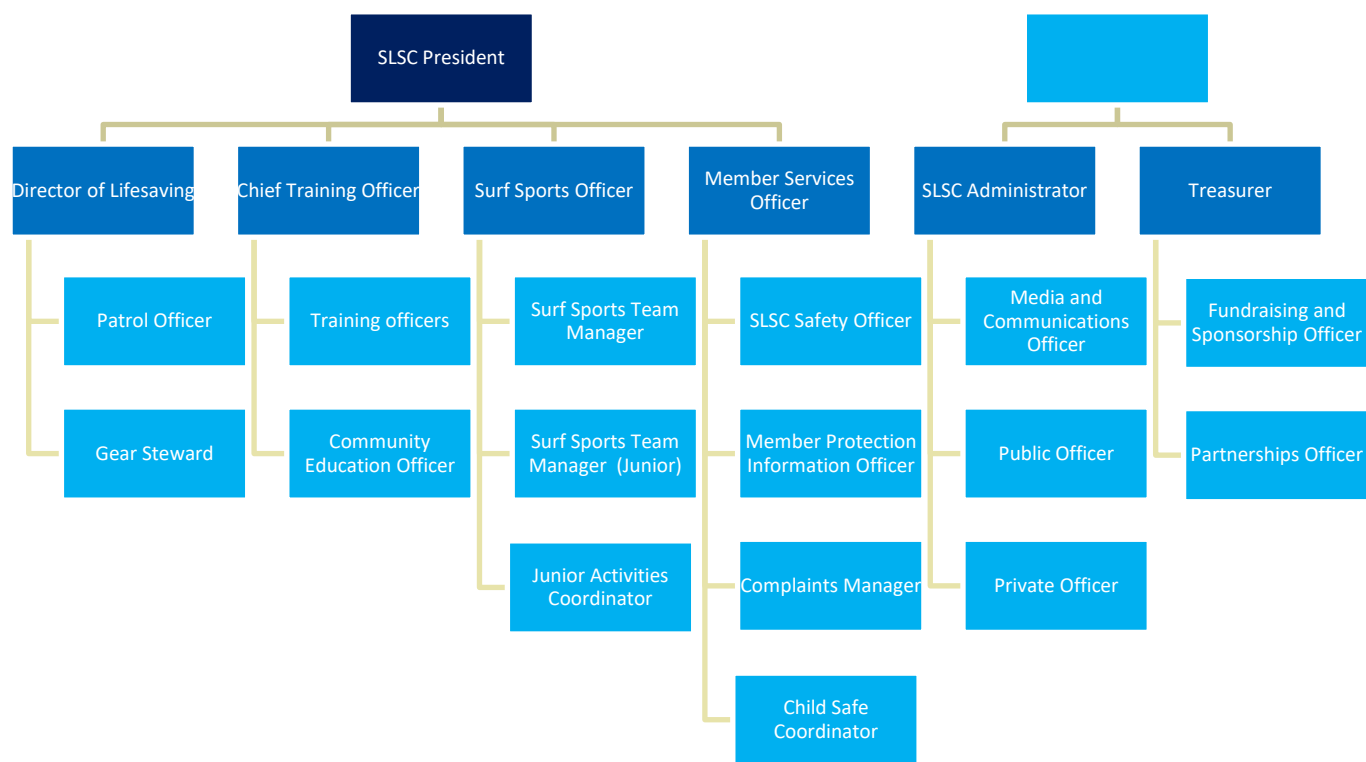 SLSC President
Director of Lifesaving
Chief Training Officer
Surf Sports Officer
Member Services
Officer
SLSC Administrator
Treasurer
Patrol Officer
Training officers
Surf Sports Team
Manager
SLSC Safety Officer
Media and
Communications
Officer
Fundraising and
Sponsorship Officer
Gear Steward
Community
Education Officer
Surf Sports Team
Manager (Junior)
Member Protection
Information Officer
Public Officer
Partnerships Officer
Junior Activities
Coordinator
Complaints Manager
Private Officer
Child Safe
Coordinator